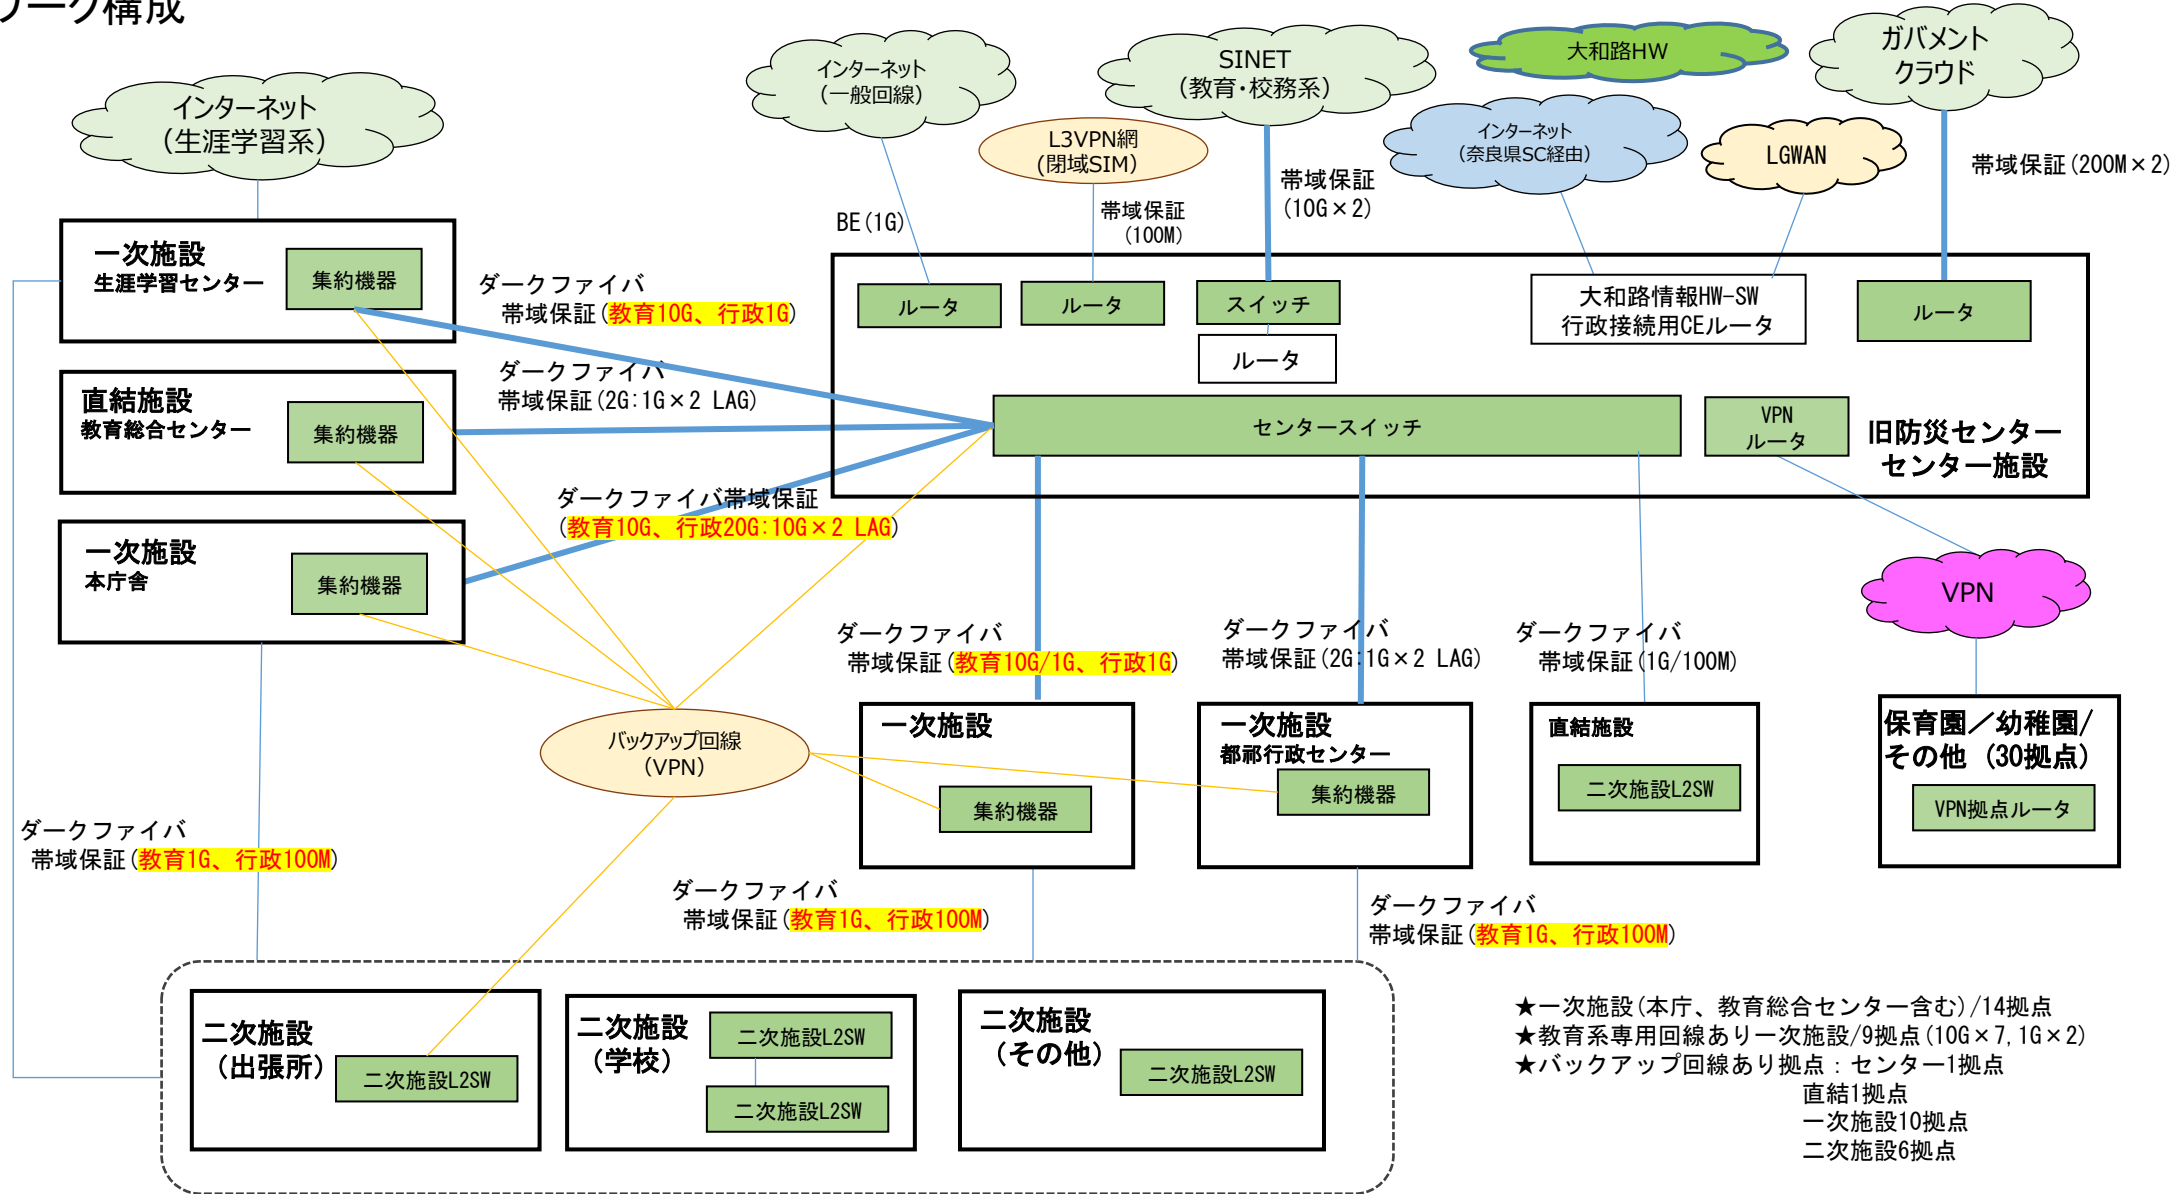 ワーク構成
インターネット
（生涯学習系）
インターネット
（一般回線）
SINET
（教育・校務系）
大和路HW
ガバメント
クラウド
L3VPN網
(閉域SIM）
インターネット
（奈良県SC経由）
LGWAN
帯域保証(200M×2)
BE(1G)
帯域保証
(100M)
帯域保証
(10G×2)
一次施設
生涯学習センター
集約機器
ダークファイバ
帯域保証(教育10G、行政1G)
ルータ
ルータ
スイッチ
ルータ
大和路情報HW-SW
行政接続用CEルータ
ルータ
直結施設
教育総合センター
集約機器
ダークファイバ
帯域保証(2G:1G×2 LAG)
センタースイッチ
VPN
ルータ
旧防災センター
センター施設
一次施設
本庁舎
集約機器
ダークファイバ帯域保証
(教育10G、行政20G:10G×2 LAG)
VPN
ダークファイバ
帯域保証(教育10G/1G、行政1G)
ダークファイバ
帯域保証(2G:1G×2 LAG)
ダークファイバ
帯域保証(1G/100M)
バックアップ回線
（VPN）
一次施設
集約機器
一次施設
都祁行政センター
集約機器
直結施設
二次施設L2SW
保育園／幼稚園/
その他（30拠点）
VPN拠点ルータ
ダークファイバ
帯域保証(教育1G、行政100M)
ダークファイバ
帯域保証(教育1G、行政100M)
ダークファイバ
帯域保証(教育1G、行政100M)
二次施設
（出張所）
二次施設L2SW
二次施設
（学校）
二次施設L2SW
二次施設L2SW
二次施設
（その他）
二次施設L2SW
★一次施設(本庁、教育総合センター含む)/14拠点
★教育系専用回線あり一次施設/9拠点(10G×7,1G×2)
★バックアップ回線あり拠点：センター1拠点
直結1拠点
一次施設10拠点
二次施設6拠点